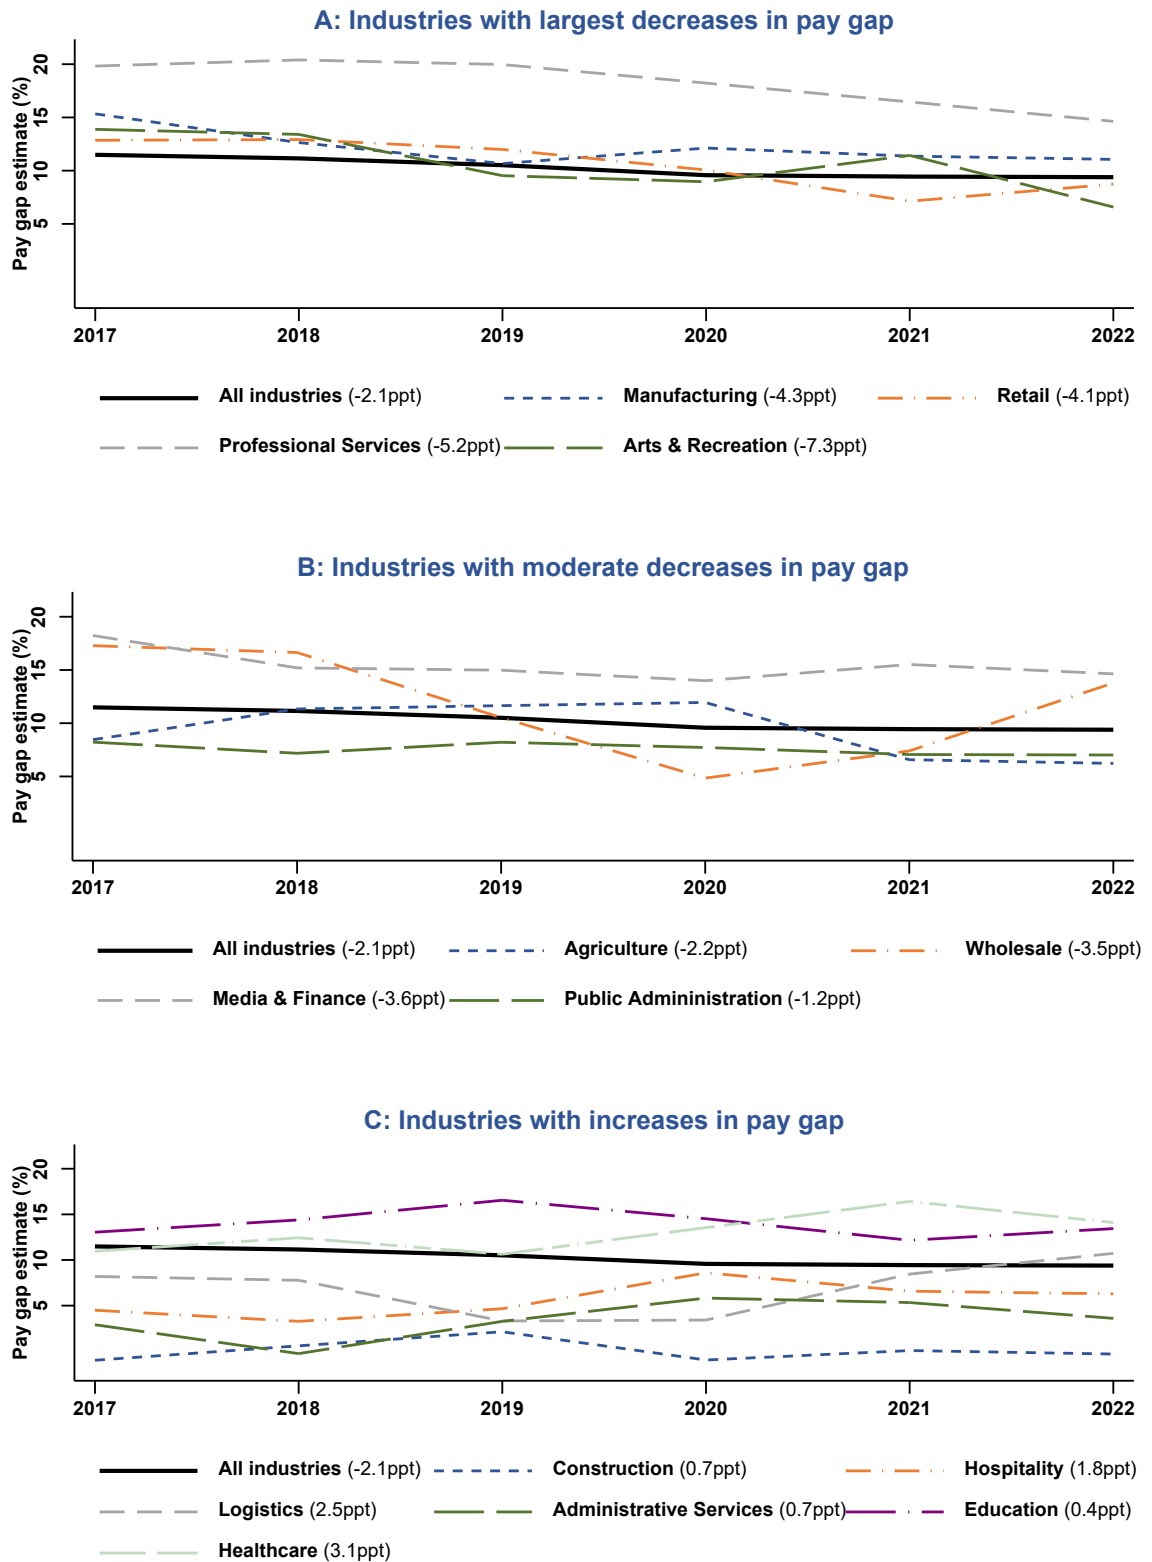 A: Industries with largest decreases in pay gap
Pay gap estimate (%)
20
15
10
5
2017 2018 2019 2020 2021 2022
All industries (-2.1ppt) Manufacturing (-4.3ppt) Retail (-4.1ppt)
Professional Services (-5.2ppt) Arts & Recreation (-7.3ppt)
B: Industries with moderate decreases in pay gap
Pay gap estimate (%)
20
15
10
5
2017 2018 2019 2020 2021 2022
All industries (-2.1ppt) Agriculture (-2.2ppt) Wholesale (-3.5ppt)
Media & Finance (-3.6ppt) Public Admininistration (-1.2ppt)
C: Industries with increases in pay gap
Pay gap estimate (%)
20
15
10
5
2017 2018 2019 2020 2021 2022
All industries (-2.1ppt) Construction (0.7ppt) Hospitality (1.8ppt)
Logistics (2.5ppt) Administrative Services (0.7ppt) Education (0.4ppt)
Healthcare (3.1ppt)